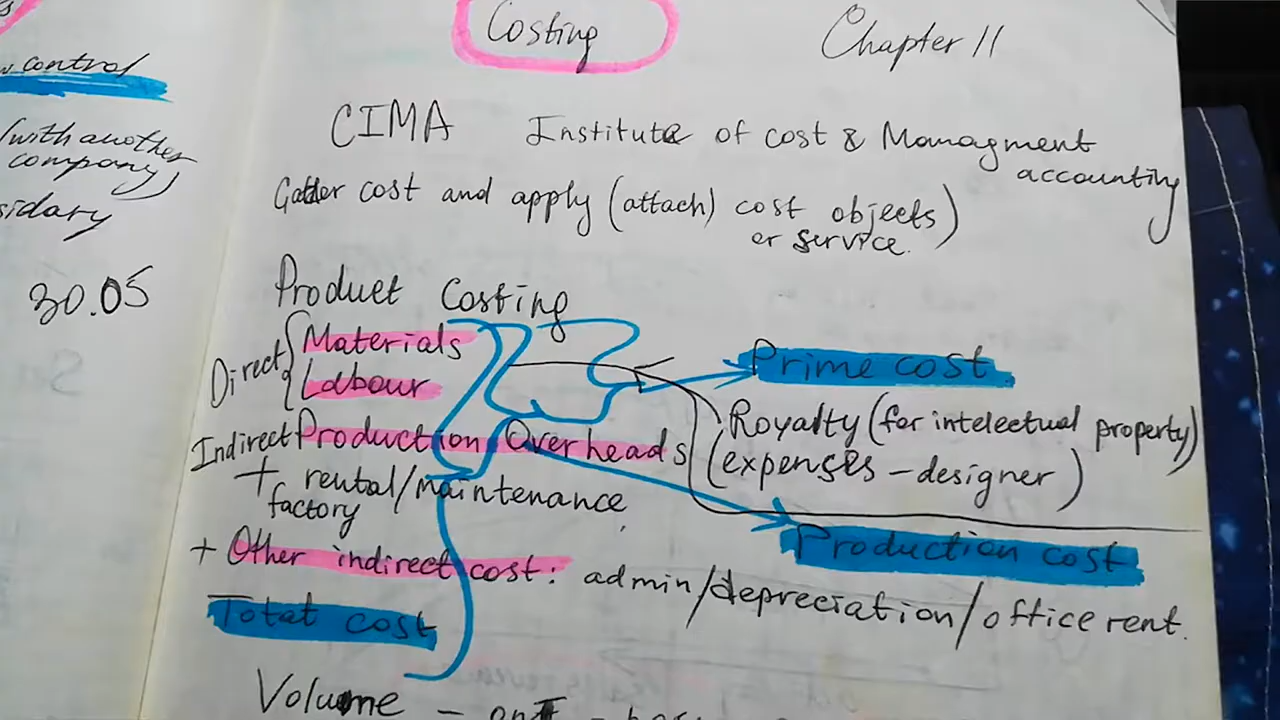 control
(with another
company)
sidary
30.05
Costing
Chapter 11
CIMA Institute of cost & Managment
accounting
Gather cost and apply (attach) cost objects)
or service.
Product Costing
Direct { Materials
Labour
Prime cost
Royalty (for intelectual property)
(expenses - designer)
Indirect Production Overheads
+ rental/maintenance
factory
Production cost
+ Other indirect cost: admin/depreciation/office rent.
Total cost
Volume -